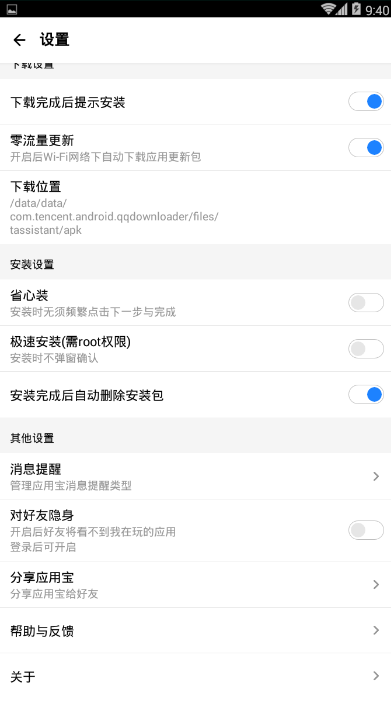 9:40
设置
下载设置
下载完成后提示安装
零流量更新
开启后Wi-Fi网络下自动下载应用更新包
下载位置
/data/data/
com.tencent.android.qqdownloader/files/
tassistant/apk
安装设置
省心装
安装时无须频繁点击下一步与完成
极速安装(需root权限)
安装时不弹窗确认
安装完成后自动删除安装包
其他设置
消息提醒
管理应用宝消息提醒类型
对好友隐身
开启后好友将看不到我在玩的应用
登录后可开启
分享应用宝
分享应用宝给好友
帮助与反馈
关于